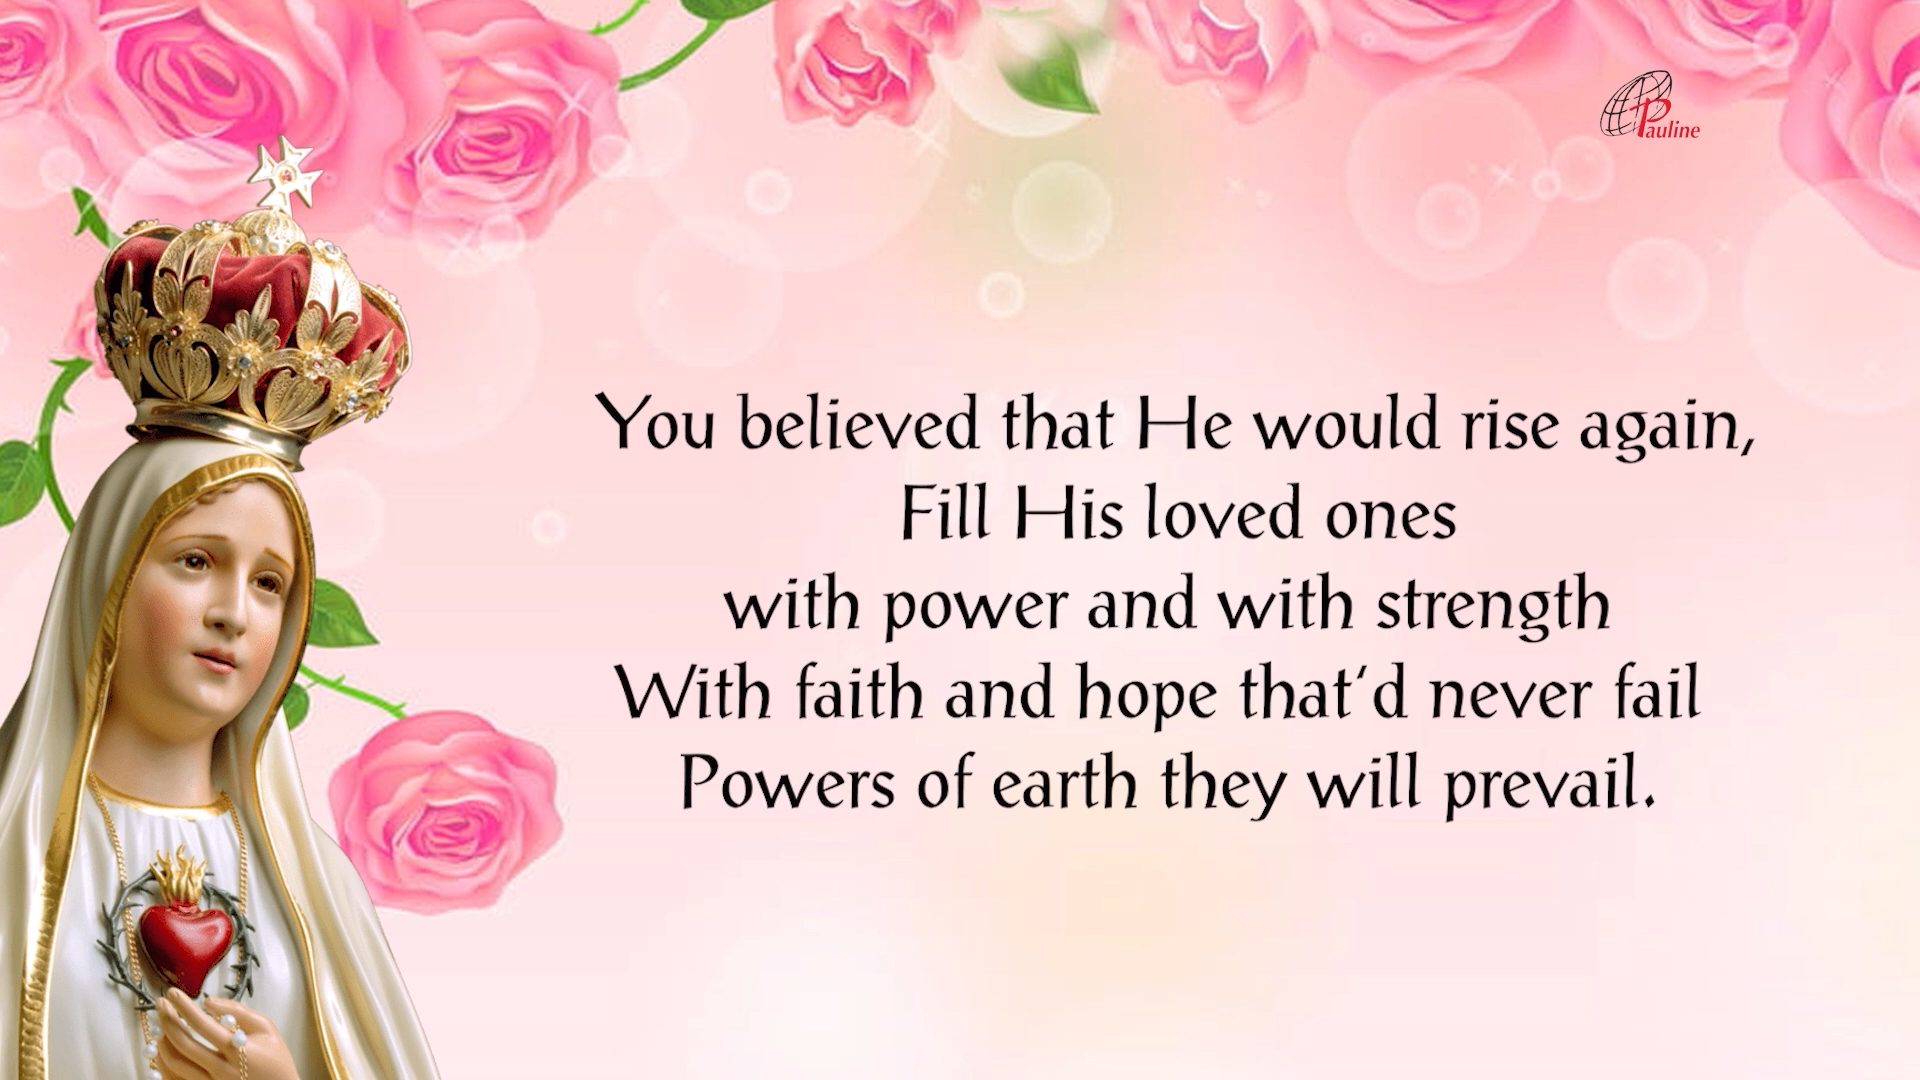 Pauline
You believed that He would rise again,
Fill His loved ones
with power and with strength
With faith and hope that'd never fail
Powers of earth they will prevail.